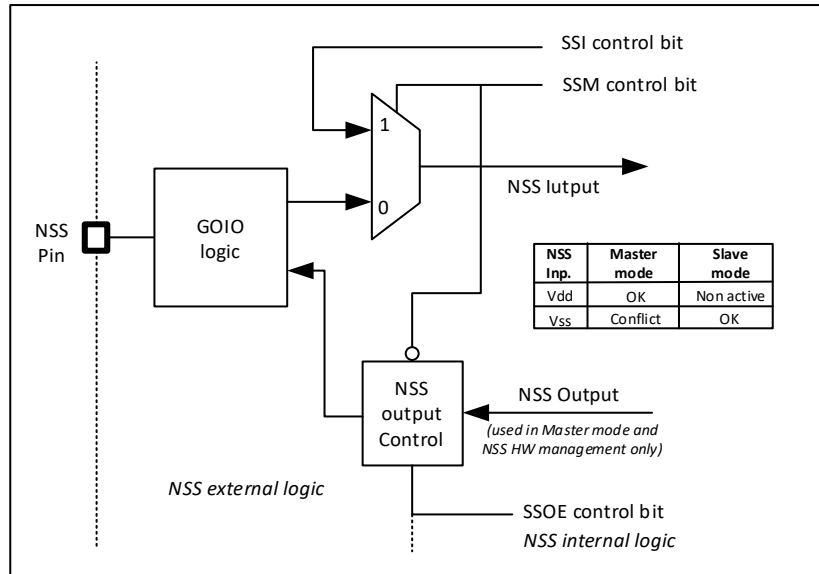 SSI control bit
SSM control bit
1
NSS Iutput
0
GOIO
logic
NSS
Pin
NSS Master Slave
Inp. mode mode
Vdd OK Non active
Vss Conflict OK
NSS
output
Control
NSS Output
(used in Master mode and
NSS HW management only)
NSS external logic
SSOE control bit
NSS internal logic